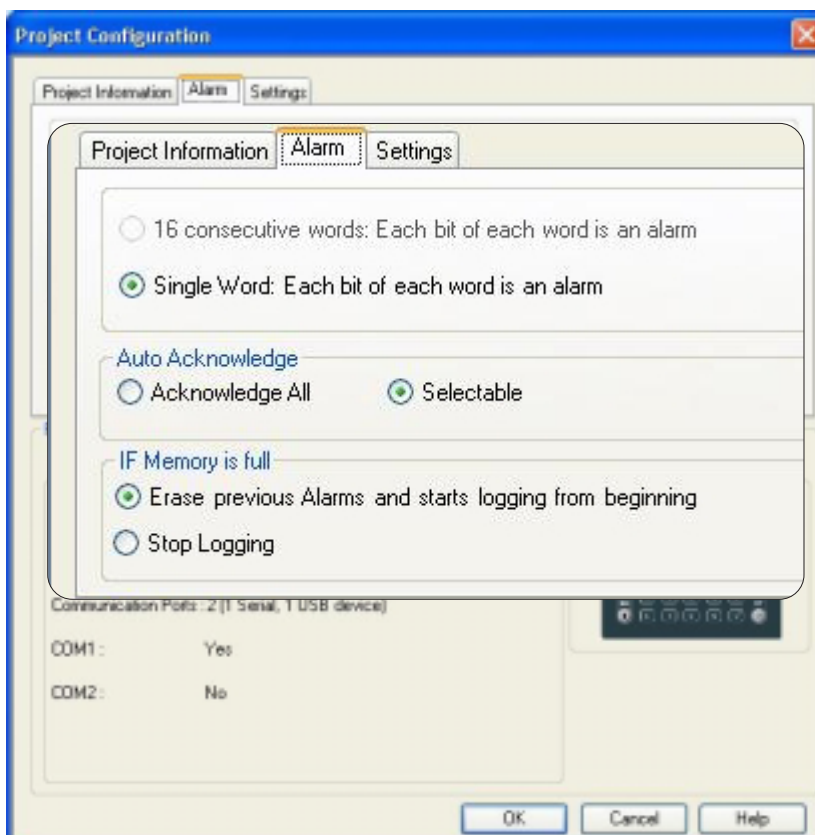 Project Configuration
Project Information Alarm Settings
Project Information Alarm Settings
16 consecutive words: Each bit of each word is an alarm
Single Word: Each bit of each word is an alarm
Auto Acknowledge
Acknowledge All Selectable
IF Memory is full
Erase previous Alarms and starts logging from beginning
Stop Logging
Communication Ports : 2 (1 Serial, 1 USB device)
COM1 : Yes
COM2 : No
OK Cancel Help